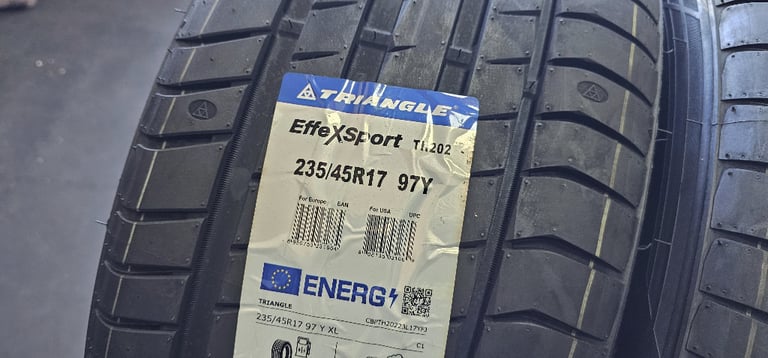 TRIANGLE
EffeXSport TH202
235/45R17 97Y
For Europe EAN For USA UPC
ENERG
TRIANGLE
235/45R17 97 Y XL C1